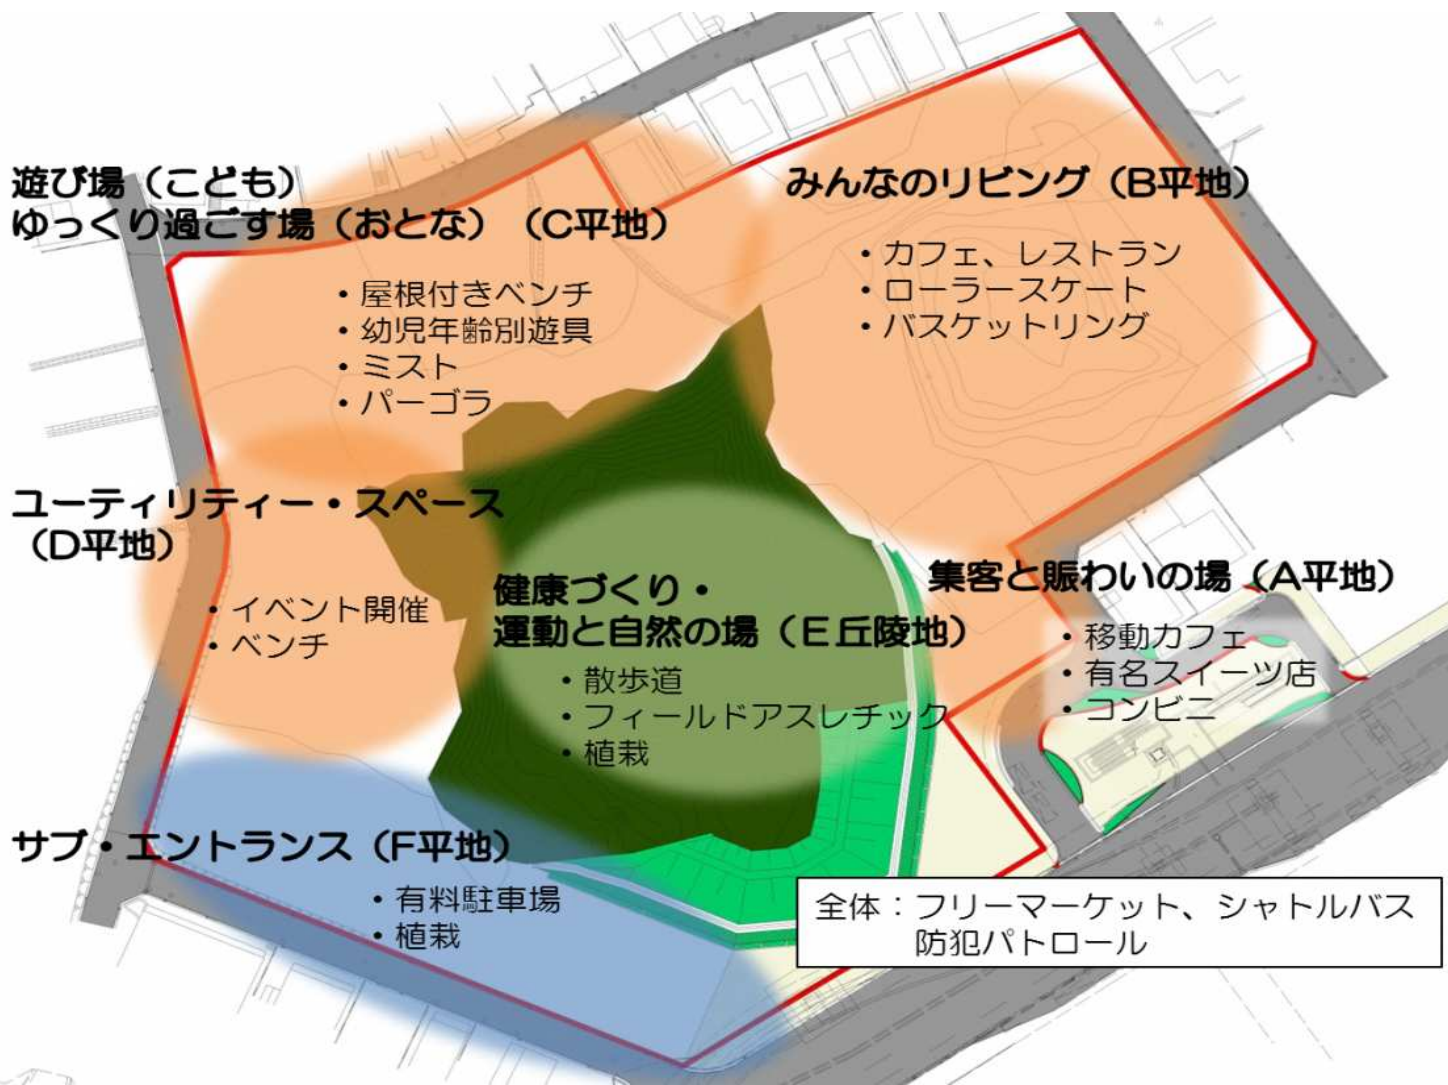 遊び場（こども）
ゆっくり過ごす場（おとな）（C平地）
・屋根付きベンチ
・幼児年齢別遊具
・ミスト
・パーゴラ
みんなのリビング（B平地）
・カフェ、レストラン
・ローラースケート
・バスケットリング
ユーティリティー・スペース
（D平地）
・イベント開催
・ベンチ
健康づくり・
運動と自然の場（E丘陵地）
・散歩道
・フィールドアスレチック
・植栽
集客と賑わいの場（A平地）
・移動カフェ
・有名スイーツ店
・コンビニ
サブ・エントランス（F平地）
・有料駐車場
・植栽
全体：フリーマーケット、シャトルバス
防犯パトロール